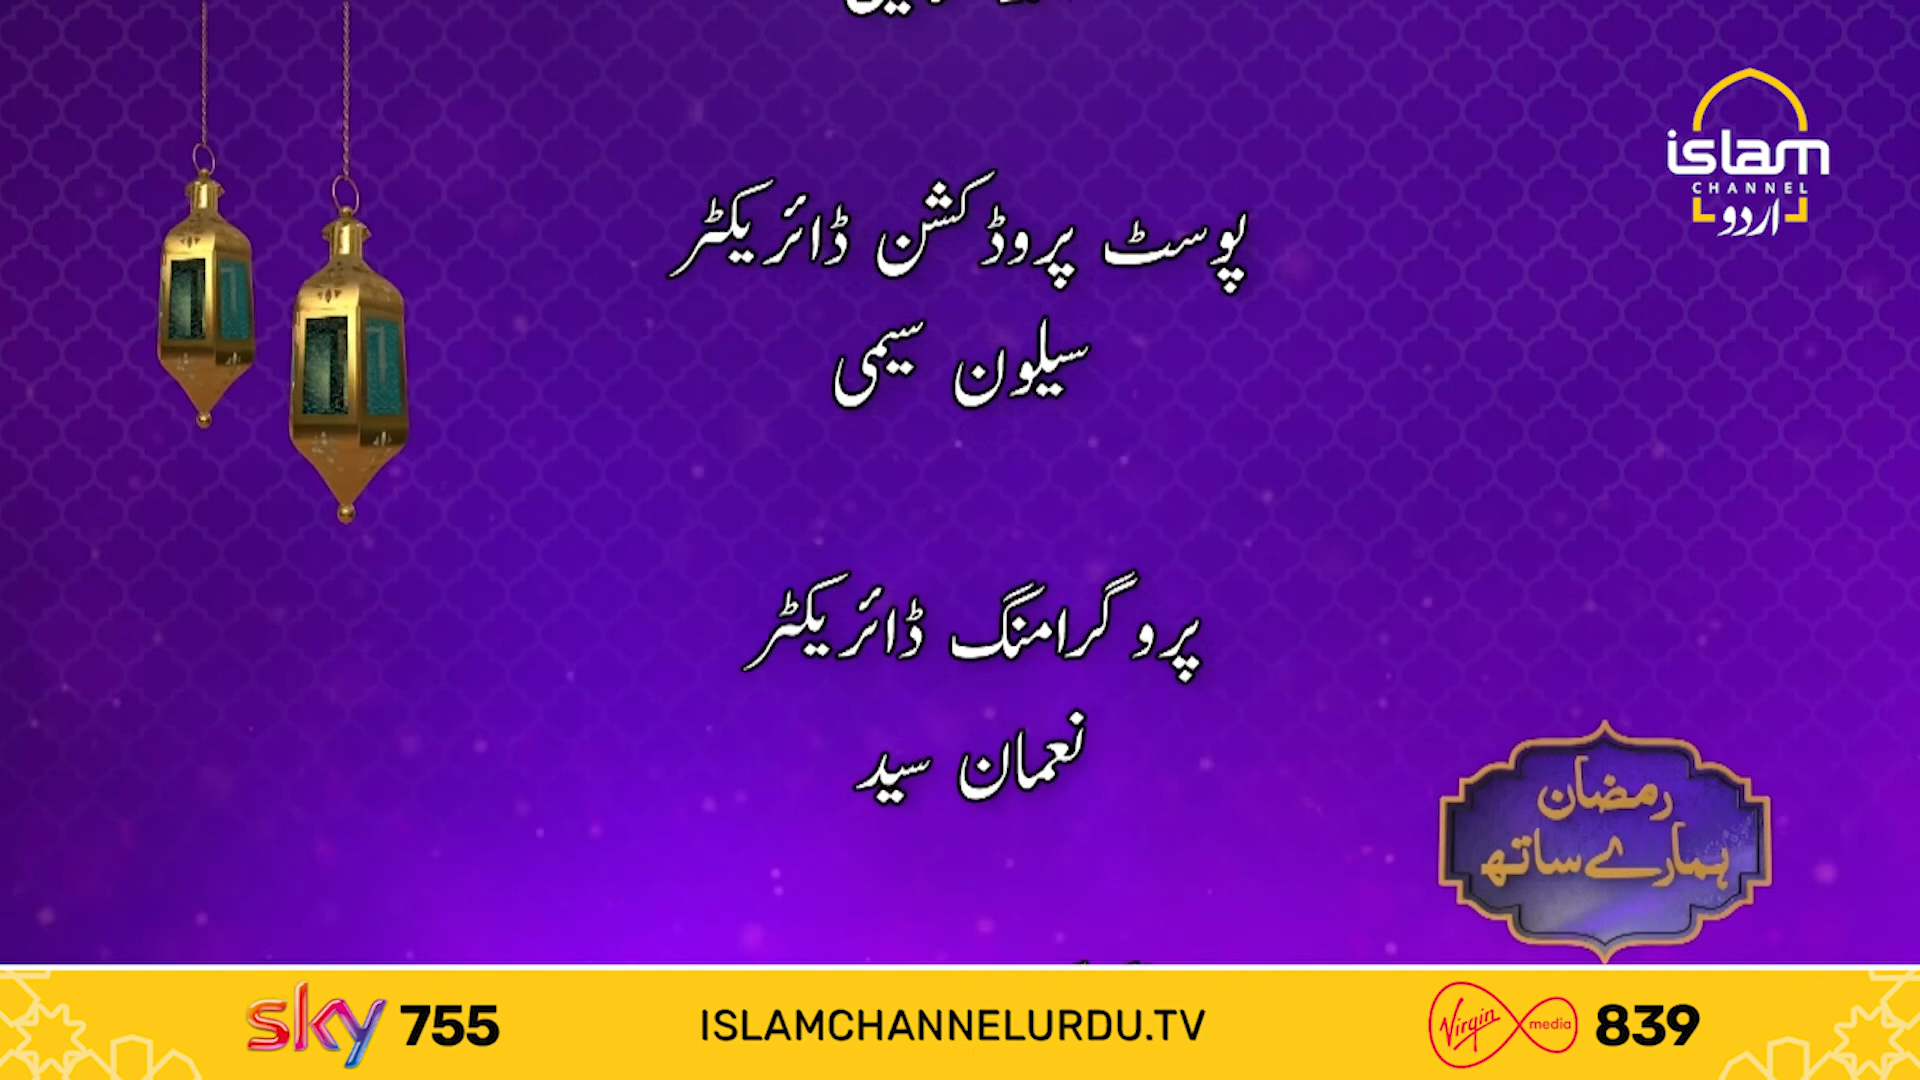 islam
CHANNEL
اردو
پوسٹ پروڈکشن ڈائریکٹر
سیلون سیمی
پروگرامنگ ڈائریکٹر
نعمان سید
رمضان
ہمارے ساتھ
sky 755
ISLAMCHANNELURDU.TV
Virgin media 839